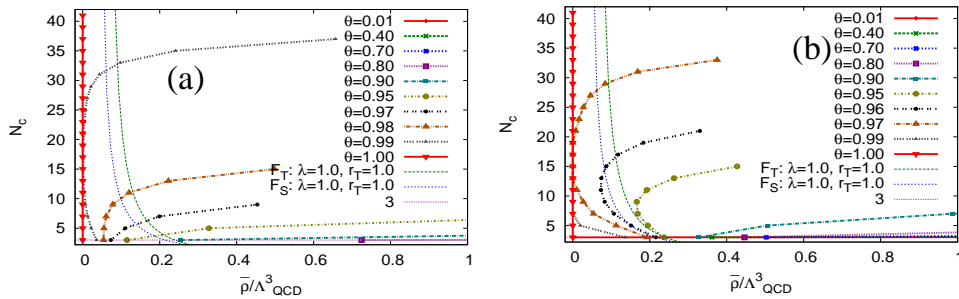 (a)
N_c
40
35
30
25
20
15
10
5
0
0.2
0.4
0.6
0.8
1
ρ̅/Λ³_QCD
θ=0.01
θ=0.40
θ=0.70
θ=0.80
θ=0.90
θ=0.95
θ=0.97
θ=0.98
θ=0.99
θ=1.00
F_T: λ=1.0, r_T=1.0
F_S: λ=1.0, r_T=1.0
3
(b)
N_c
40
35
30
25
20
15
10
5
0
0.2
0.4
0.6
0.8
1
ρ̅/Λ³_QCD
θ=0.01
θ=0.40
θ=0.70
θ=0.80
θ=0.90
θ=0.95
θ=0.96
θ=0.97
θ=0.99
θ=1.00
F_T: λ=1.0, r_T=1.0
F_S: λ=1.0, r_T=1.0
3